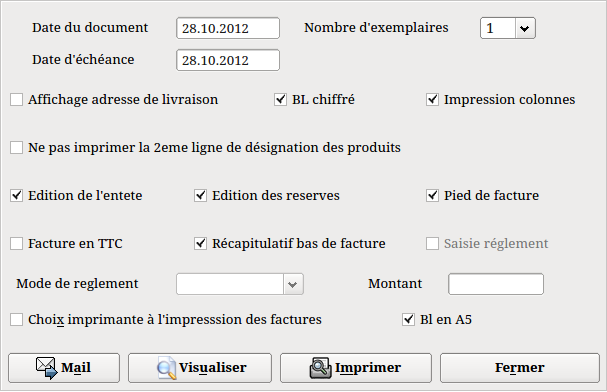 Date du document 28.10.2012 Nombre d'exemplaires 1
Date d'échéance 28.10.2012
Affichage adresse de livraison BL chiffré Impression colonnes
Ne pas imprimer la 2eme ligne de désignation des produits
Edition de l'entete Edition des reserves Pied de facture
Facture en TTC Récapitulatif bas de facture Saisie réglement
Mode de reglement Montant
Choix imprimante à l'impresssion des factures Bl en A5
Mail Visualiser Imprimer Fermer